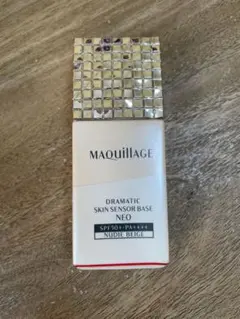 MAQuillAGE
DRAMATIC
SKIN SENSOR BASE
NEO
SPF50+・PA++++
NUDIE BEIGE